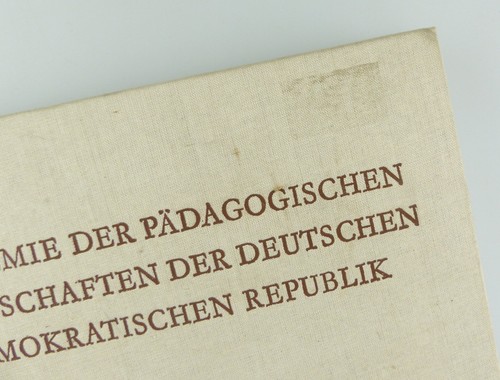 MIE DER PÄDAGOGISCHEN
SCHAFTEN DER DEUTSCHEN
MOKRATISCHEN REPUBLIK